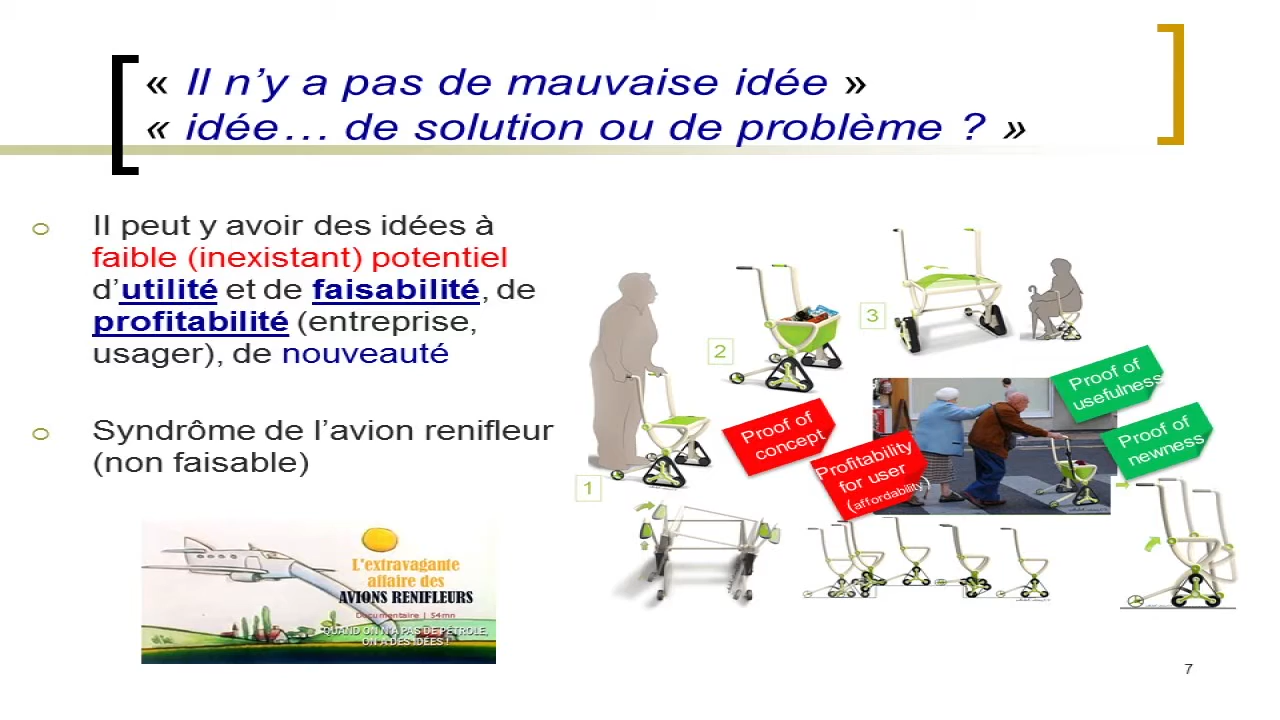 « Il n’y a pas de mauvaise idée »
« idée… de solution ou de problème ? »
Il peut y avoir des idées à
faible (inexistant) potentiel
d’utilité et de faisabilité, de
profitabilité (entreprise,
usager), de nouveauté
Syndrôme de l’avion renifleur
(non faisable)
L'extravagante
affaire des
AVIONS RENIFLEURS
Documentaire | 54mn
QUAND ON N'A PAS DE PÉTROLE,
ON A DES IDÉES !
1
2
3
Proof of
concept
Profitability
for user
(affordability)
Proof of
usefulness
Proof of
newness
7